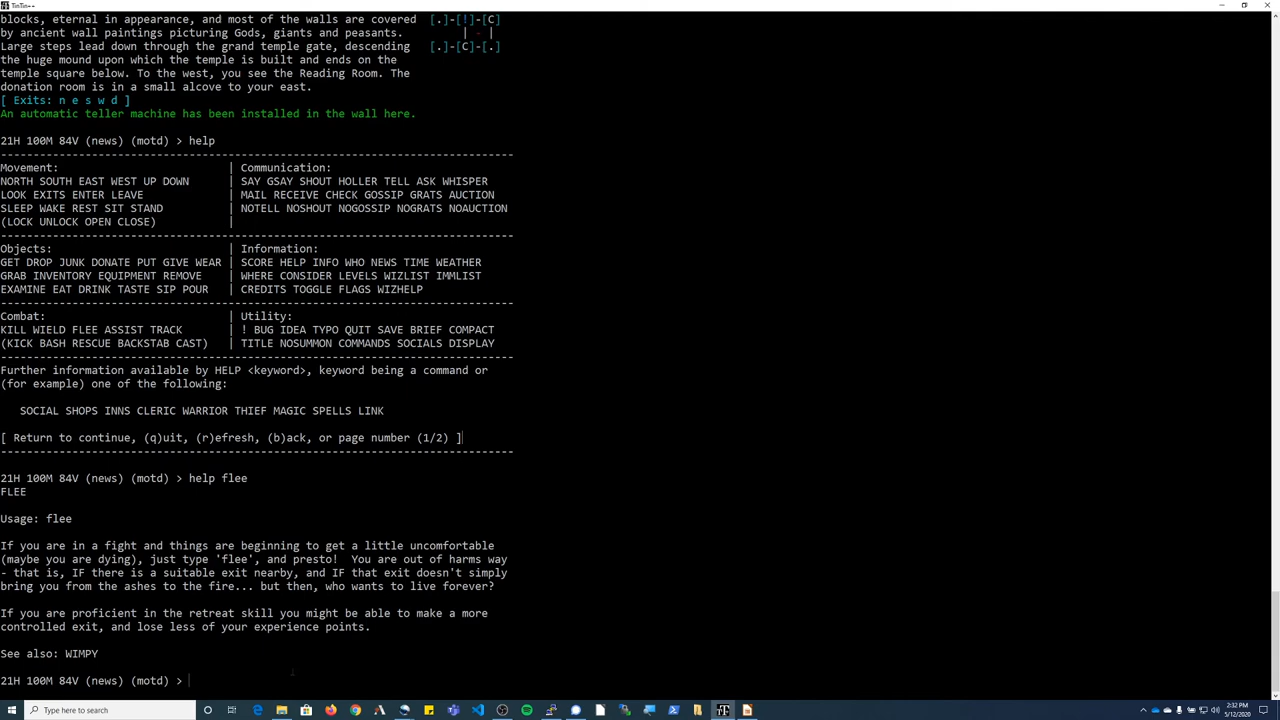 TinTin++
blocks, eternal in appearance, and most of the walls are covered   [.]-[!]-[C]
by ancient wall paintings picturing Gods, giants and peasants.          | - |
Large steps lead down through the grand temple gate, descending    [.]-[C]-[.]
the huge mound upon which the temple is built and ends on the
temple square below. To the west, you see the Reading Room. The
donation room is in a small alcove to your east.
[ Exits: n e s w d ]
An automatic teller machine has been installed in the wall here.
21H 100M 84V (news) (motd) > help
-------------------------------------------------------------------------------
Movement:                          | Communication:
NORTH SOUTH EAST WEST UP DOWN      | SAY GSAY SHOUT HOLLER TELL ASK WHISPER
LOOK EXITS ENTER LEAVE             | MAIL RECEIVE CHECK GOSSIP GRATS AUCTION
SLEEP WAKE REST SIT STAND          | NOTELL NOSHOUT NOGOSSIP NOGRATS NOAUCTION
(LOCK UNLOCK OPEN CLOSE)           |
-------------------------------------------------------------------------------
Objects:                           | Information:
GET DROP JUNK DONATE PUT GIVE WEAR | SCORE HELP INFO WHO NEWS TIME WEATHER
GRAB INVENTORY EQUIPMENT REMOVE    | WHERE CONSIDER LEVELS WIZLIST IMMLIST
EXAMINE EAT DRINK TASTE SIP POUR   | CREDITS TOGGLE FLAGS WIZHELP
-------------------------------------------------------------------------------
Combat:                            | Utility:
KILL WIELD FLEE ASSIST TRACK       | ! BUG IDEA TYPO QUIT SAVE BRIEF COMPACT
(KICK BASH RESCUE BACKSTAB CAST)   | TITLE NOSUMMON COMMANDS SOCIALS DISPLAY
-------------------------------------------------------------------------------
Further information available by HELP <keyword>, keyword being a command or
(for example) one of the following:
SOCIAL SHOPS INNS CLERIC WARRIOR THIEF MAGIC SPELLS LINK
[ Return to continue, (q)uit, (r)efresh, (b)ack, or page number (1/2) ]
-------------------------------------------------------------------------------
21H 100M 84V (news) (motd) > help flee
FLEE
Usage: flee
If you are in a fight and things are beginning to get a little uncomfortable
(maybe you are dying), just type 'flee', and presto!  You are out of harms way
- that is, IF there is a suitable exit nearby, and IF that exit doesn't simply
bring you from the ashes to the fire... but then, who wants to live forever?
If you are proficient in the retreat skill you might be able to make a more
controlled exit, and lose less of your experience points.
See also: WIMPY
21H 100M 84V (news) (motd) >
Type here to search
2:32 PM
5/12/2020